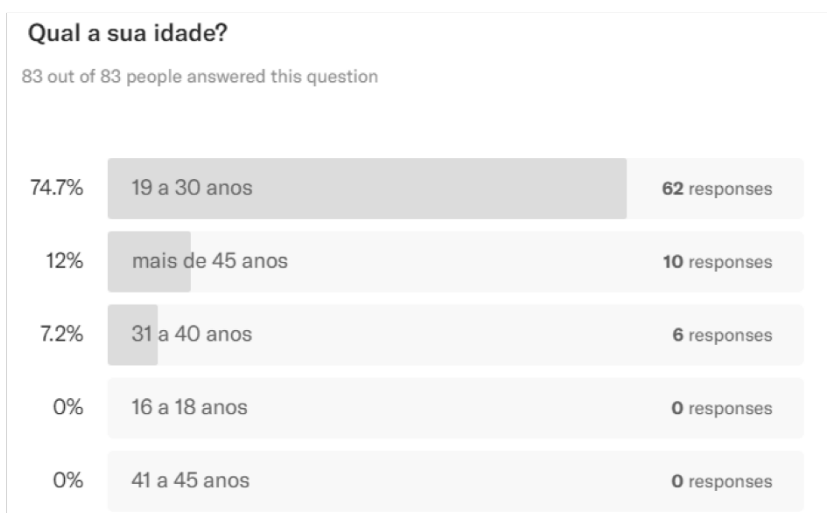 Qual a sua idade?
83 out of 83 people answered this question
74.7% 19 a 30 anos 62 responses
12% mais de 45 anos 10 responses
7.2% 31 a 40 anos 6 responses
0% 16 a 18 anos 0 responses
0% 41 a 45 anos 0 responses